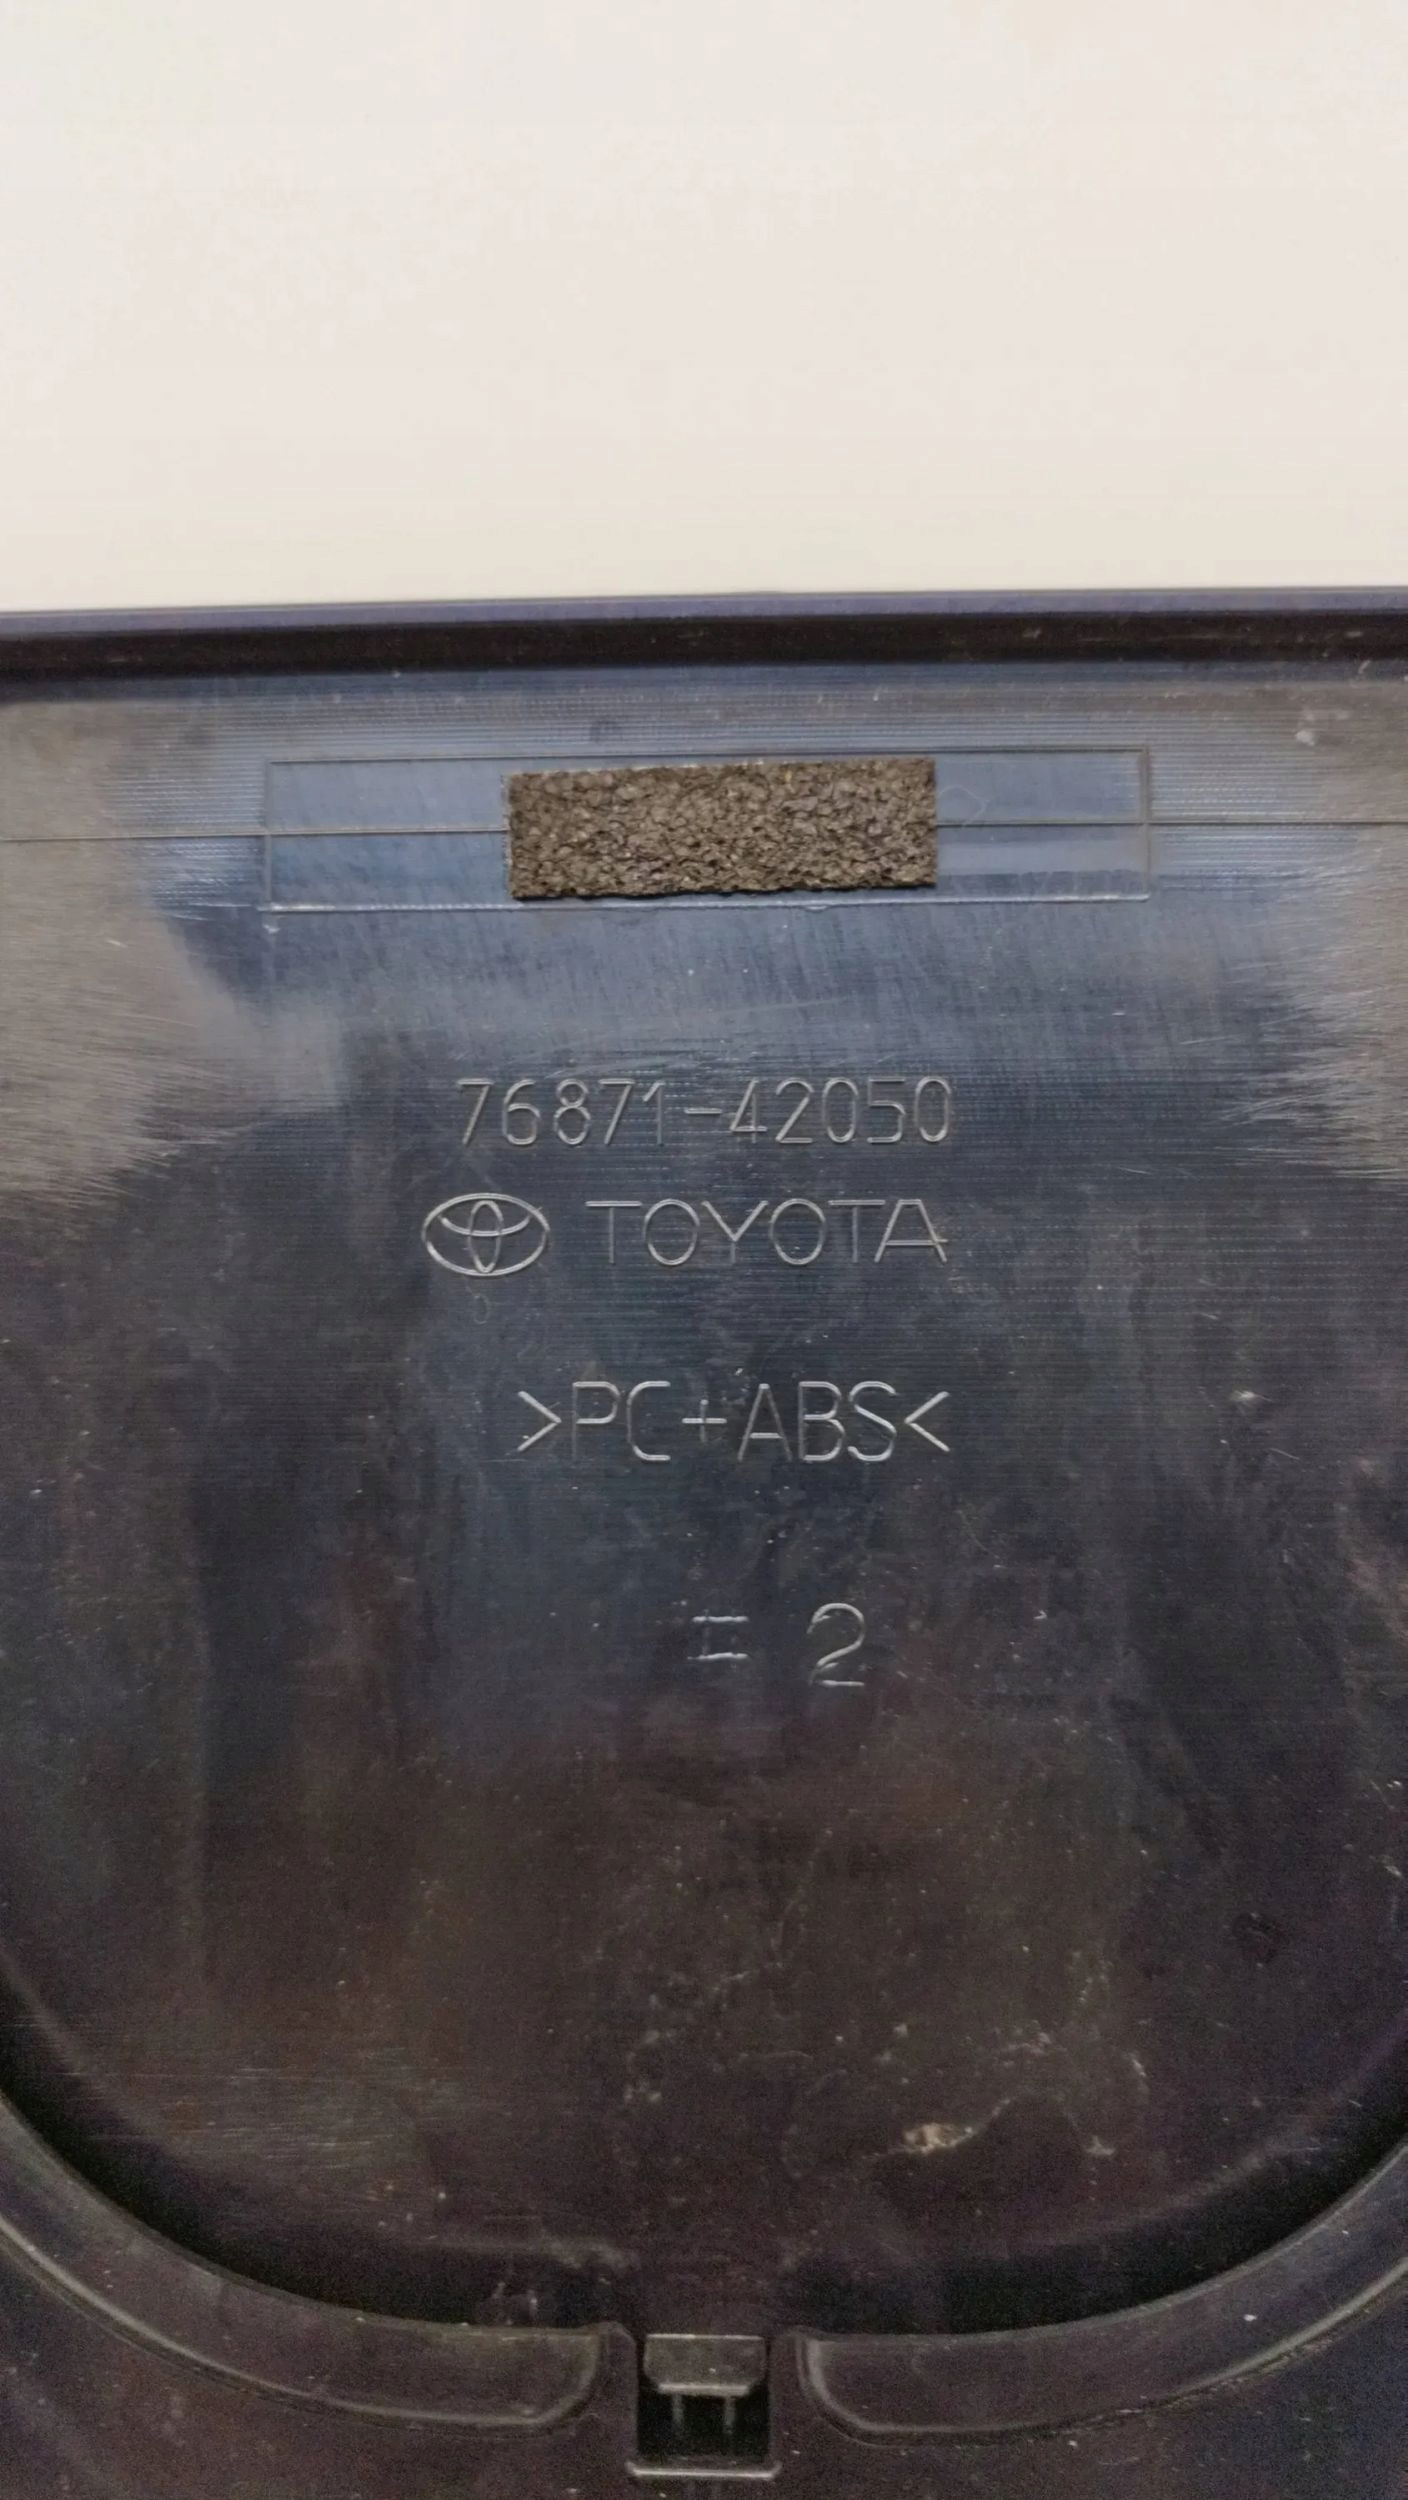 76871-42050
TOYOTA
>PC+ABS<
= 2